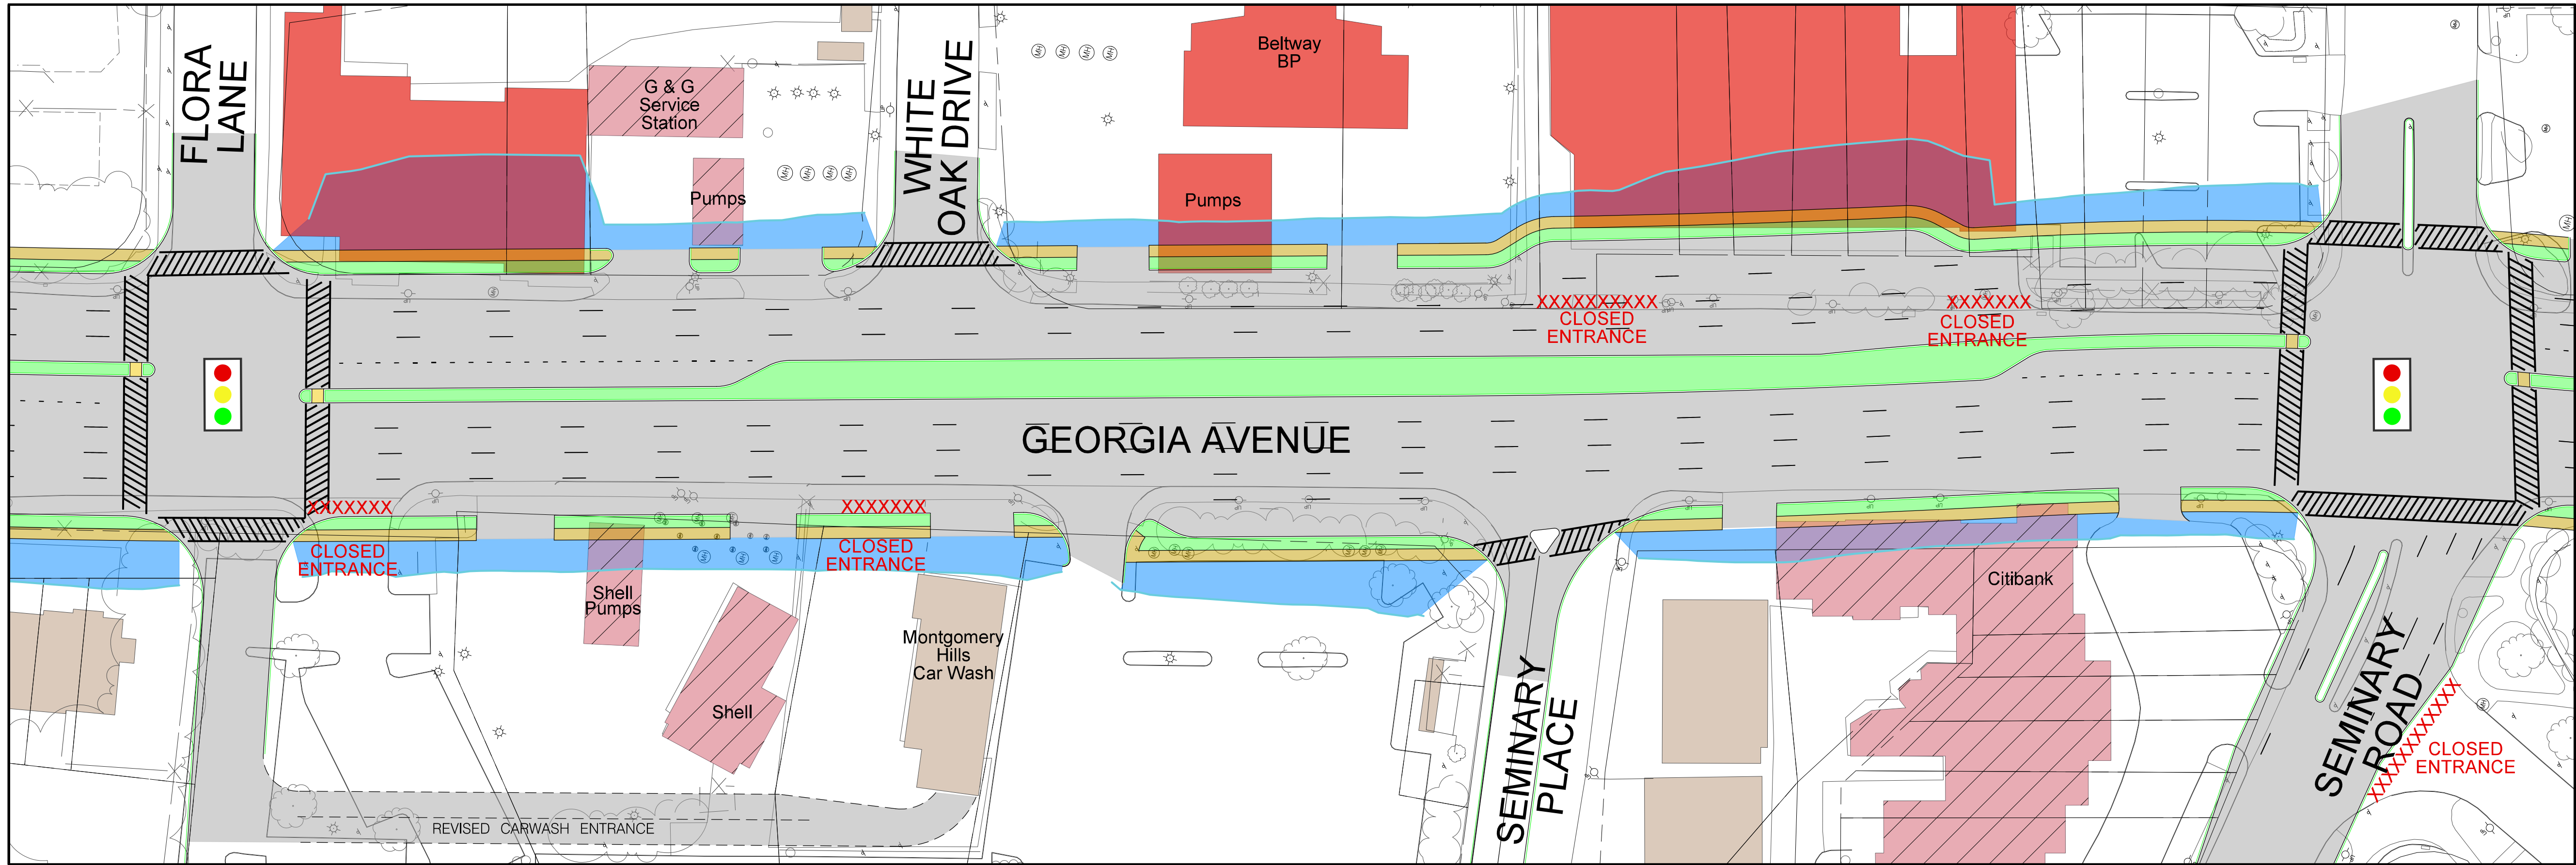 FLORA
LANE
G & G
Service
Station
Pumps
WHITE
OAK DRIVE
Beltway
BP
Pumps
XXXXXXXXXX
CLOSED
ENTRANCE
XXXXXXX
CLOSED
ENTRANCE
GEORGIA AVENUE
XXXXXXX
CLOSED
ENTRANCE
XXXXXXX
CLOSED
ENTRANCE
Shell
Pumps
Shell
Montgomery
Hills
Car Wash
REVISED CARWASH ENTRANCE
SEMINARY
PLACE
Citibank
SEMINARY
ROAD
CLOSED
ENTRANCE